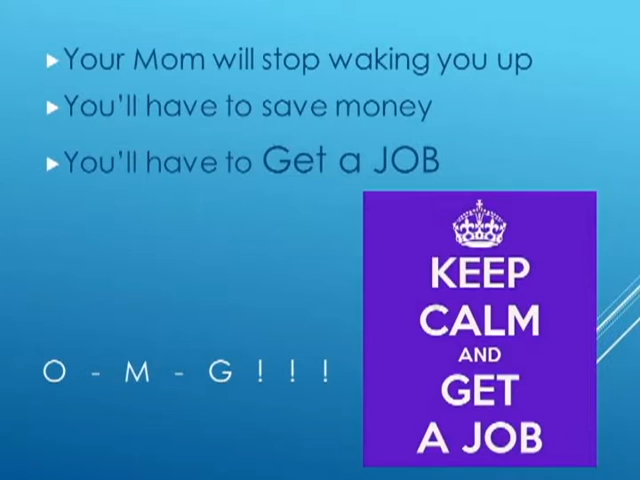 Your Mom will stop waking you up
You'll have to save money
You'll have to Get a JOB
KEEP
CALM
AND
GET
A JOB
O - M - G ! ! !